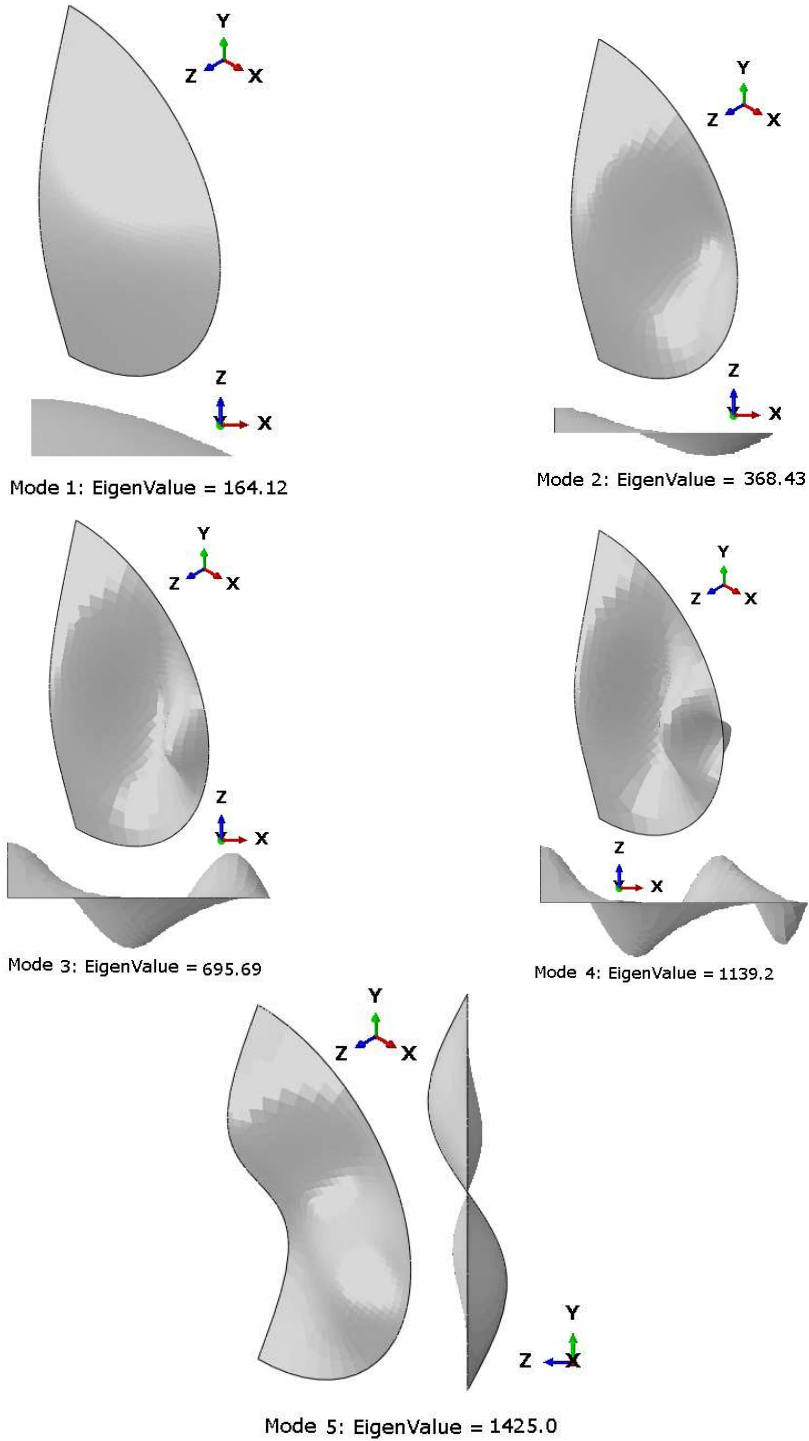 Y
Z X
Y
Z X
Z
Y X
Z
Y X
Mode 1: EigenValue = 164.12
Mode 2: EigenValue = 368.43
Y
Z X
Y
Z X
Z
Y X
Z
Y X
Mode 3: EigenValue = 695.69
Mode 4: EigenValue = 1139.2
Y
Z X
Y
Z X
Mode 5: EigenValue = 1425.0